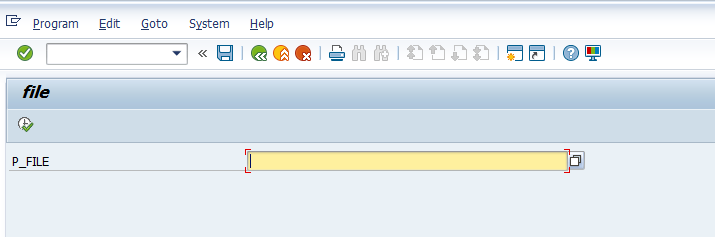 Program Edit Goto System Help
file
P_FILE